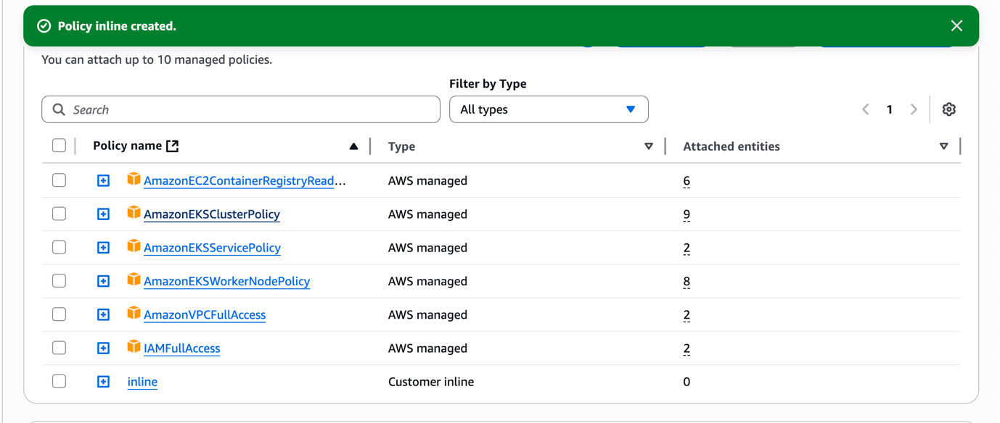 Policy inline created.
You can attach up to 10 managed policies.
Filter by Type
Search
All types
1
Policy name
Type
Attached entities
AmazonEC2ContainerRegistryRead... AWS managed 6
AmazonEKSClusterPolicy AWS managed 9
AmazonEKSServicePolicy AWS managed 2
AmazonEKSWorkerNodePolicy AWS managed 8
AmazonVPCFullAccess AWS managed 2
IAMFullAccess AWS managed 2
inline Customer inline 0